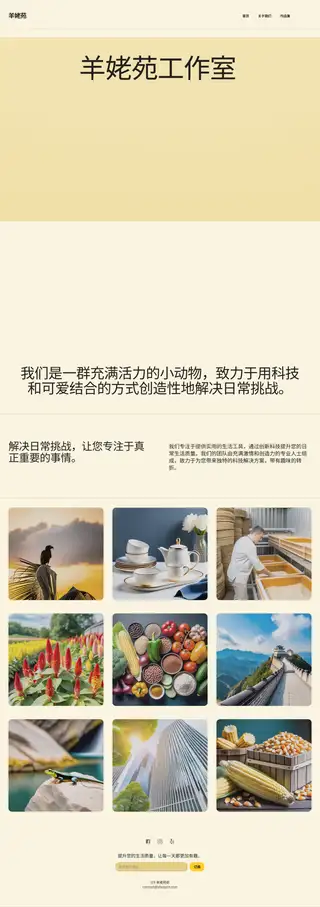 羊姥苑
首页 关于我们 作品集
羊姥苑工作室
我们是一群充满活力的小动物，致力于用科技
和可爱结合的方式创造性地解决日常挑战。
解决日常挑战，让您专注于真
正重要的事情。
我们专注于提供实用的生活工具，通过创新科技提升您的日
常生活质量。我们的团队由充满激情和创造力的专业人士组
成，致力于为您带来独特的科技解决方案，带有趣味的转
折。
提升您的生活质量，让每一天都更加有趣。